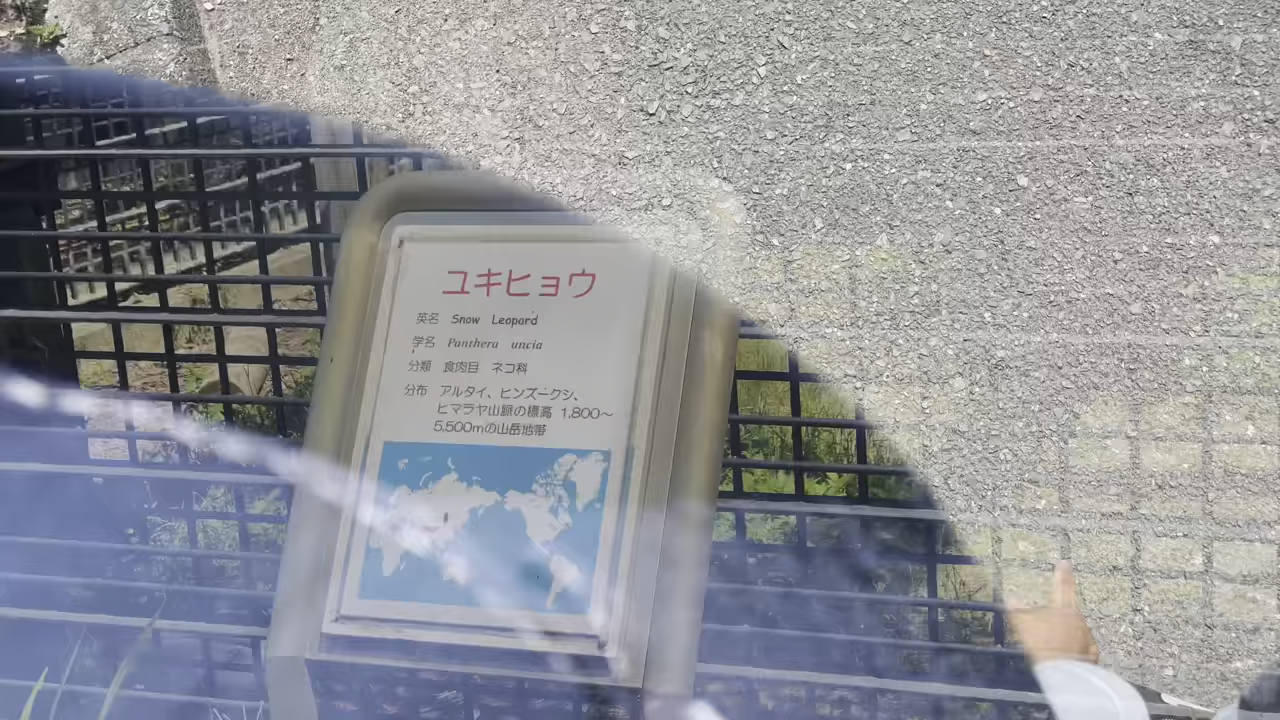 ユキヒョウ
英名 Snow Leopard
学名 Panthera uncia
分類 食肉目 ネコ科
分布 アルタイ、ヒンズークシ、
ヒマラヤ山脈の標高 1,800〜
5,500mの山岳地帯